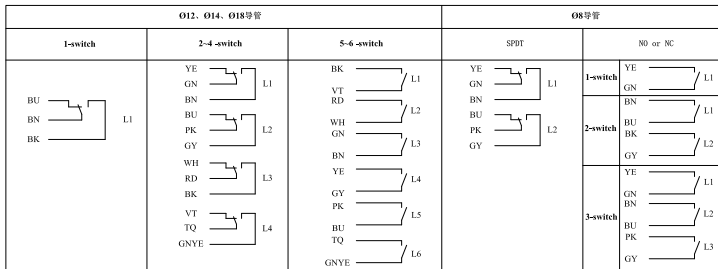 Ø12、Ø14、Ø18导管
Ø8导管
1-switch
2~4 -switch
5~6 -switch
SPDT
NO or NC
BU
BN
BK
L1
YE
GN
BN
L1
BU
PK
GY
L2
WH
RD
BK
L3
VT
TQ
GNYE
L4
BK
VT
L1
RD
WH
L2
GN
BN
L3
YE
GY
L4
PK
BU
L5
TQ
GNYE
L6
YE
GN
BN
L1
BU
PK
GY
L2
1-switch
YE
GN
L1
2-switch
BN
BU
L1
BK
GY
L2
3-switch
YE
GN
L1
BN
BU
L2
PK
GY
L3